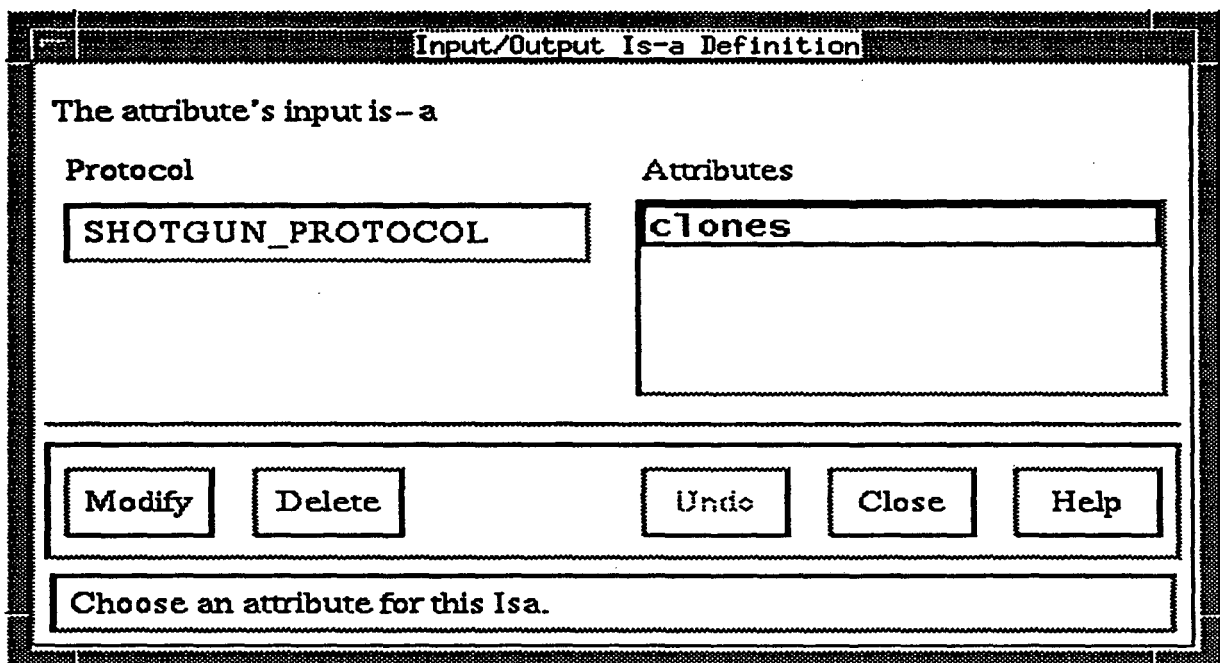 Input/Output Is-a Definition
The attribute's input is-a
Protocol
Attributes
SHOTGUN_PROTOCOL
clones
Modify
Delete
Undo
Close
Help
Choose an attribute for this Isa.